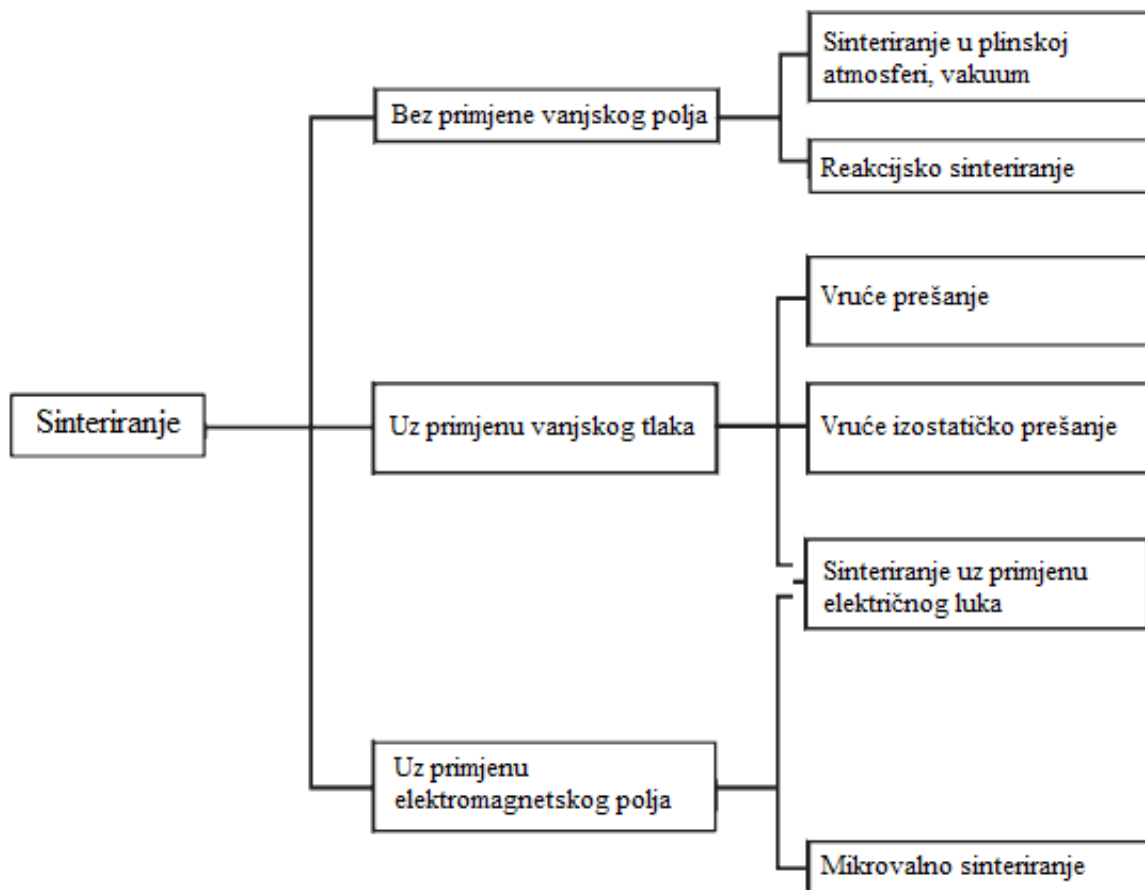 Sinteriranje
Bez primjene vanjskog polja
Sinteriranje u plinskoj
atmosferi, vakuum
Reakcijsko sinteriranje
Uz primjenu vanjskog tlaka
Vruće prešanje
Vruće izostatičko prešanje
Sinteriranje uz primjenu
električnog luka
Uz primjenu
elektromagnetskog polja
Mikrovalno sinteriranje